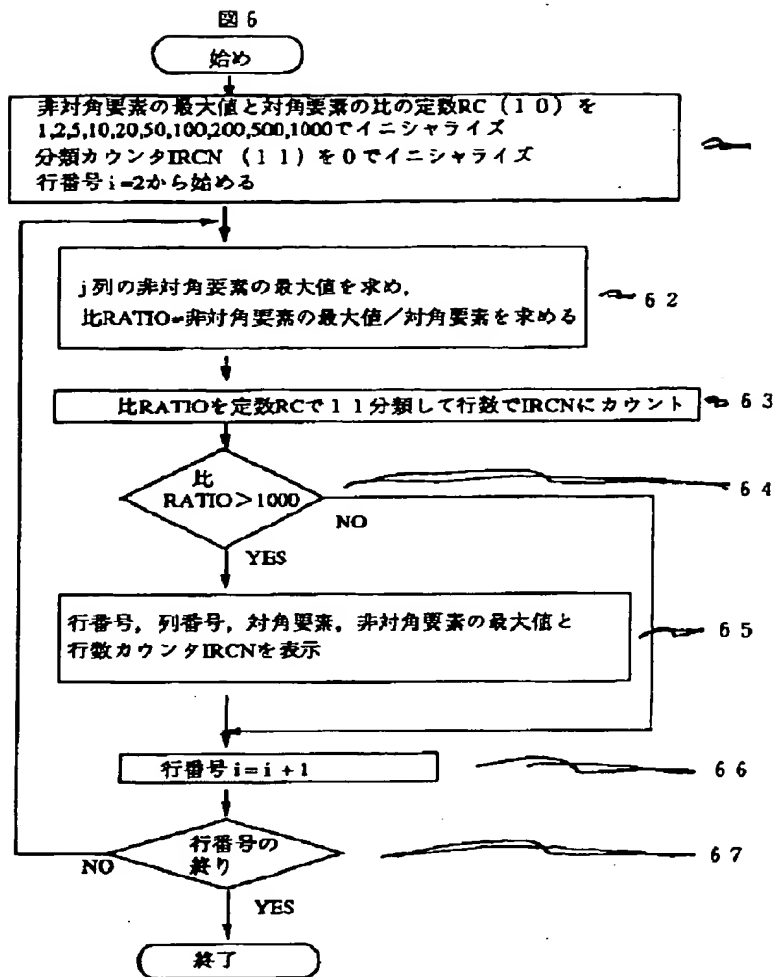 図6
始め
非対角要素の最大値と対角要素の比の定数RC(10)を
1,2,5,10,20,50,100,200,500,1000でイニシャライズ
分類カウンタIRCN (11)を0でイニシャライズ
行番号i=2から始める
j列の非対角要素の最大値を求め,
比RATIO=非対角要素の最大値/対角要素を求める
62
比RATIOを定数RCで11分類して行数でIRCNにカウント
63
比
RATIO>1000
64
NO
YES
行番号,列番号,対角要素,非対角要素の最大値と
行数カウンタIRCNを表示
65
行番号i=i+1
66
行番号の
終り
67
NO
YES
終了